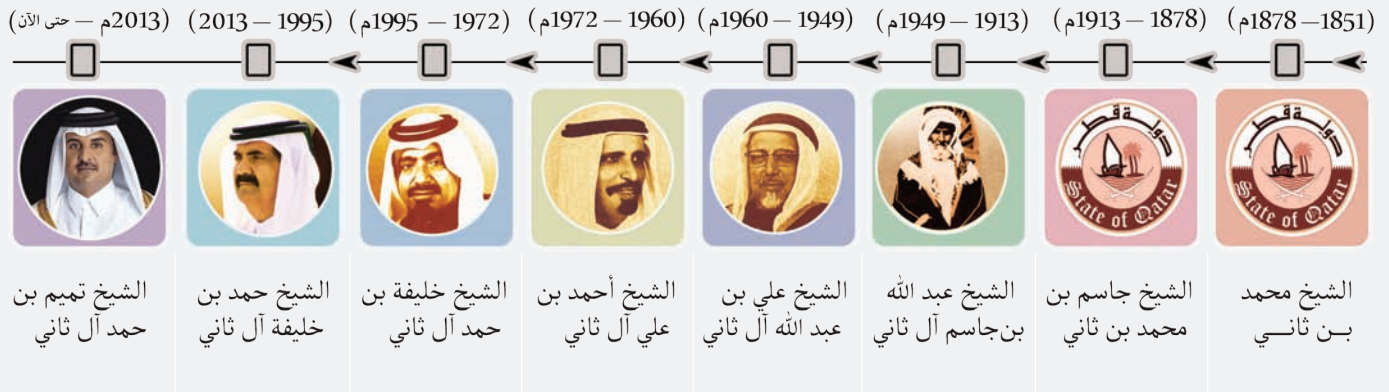 (1851– 1878م)
(1878 – 1913م)
(1913 – 1949م)
(1949 – 1960م)
(1960 – 1972م)
(1972 – 1995م)
(1995 – 2013)
(2013م – حتى الآن)
دولة قطر
State of Qatar
دولة قطر
State of Qatar
الشيخ محمد
بــن ثانــــي
الشيخ جاسم بن
محمد بن ثاني
الشيخ عبد الله
بن جاسم آل ثاني
الشيخ علي بن
عبد الله آل ثاني
الشيخ أحمد بن
علي آل ثاني
الشيخ خليفة بن
حمد آل ثاني
الشيخ حمد بن
خليفة آل ثاني
الشيخ تميم بن
حمد آل ثاني